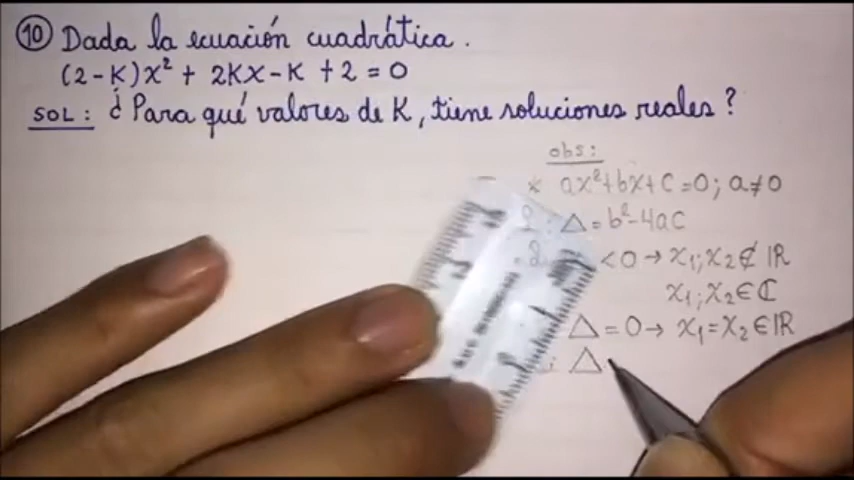 10 Dada la ecuación cuadrática.
(2-K)x² + 2Kx - K + 2 = 0
SOL: ¿Para qué valores de K, tiene soluciones reales?
obs:
* ax²+bx+c=0; a≠0
: Δ = b²-4ac
<0 → x₁; x₂ ∉ IR
x₁; x₂ ∈ ℂ
Δ = 0 → x₁ = x₂ ∈ IR
: Δ